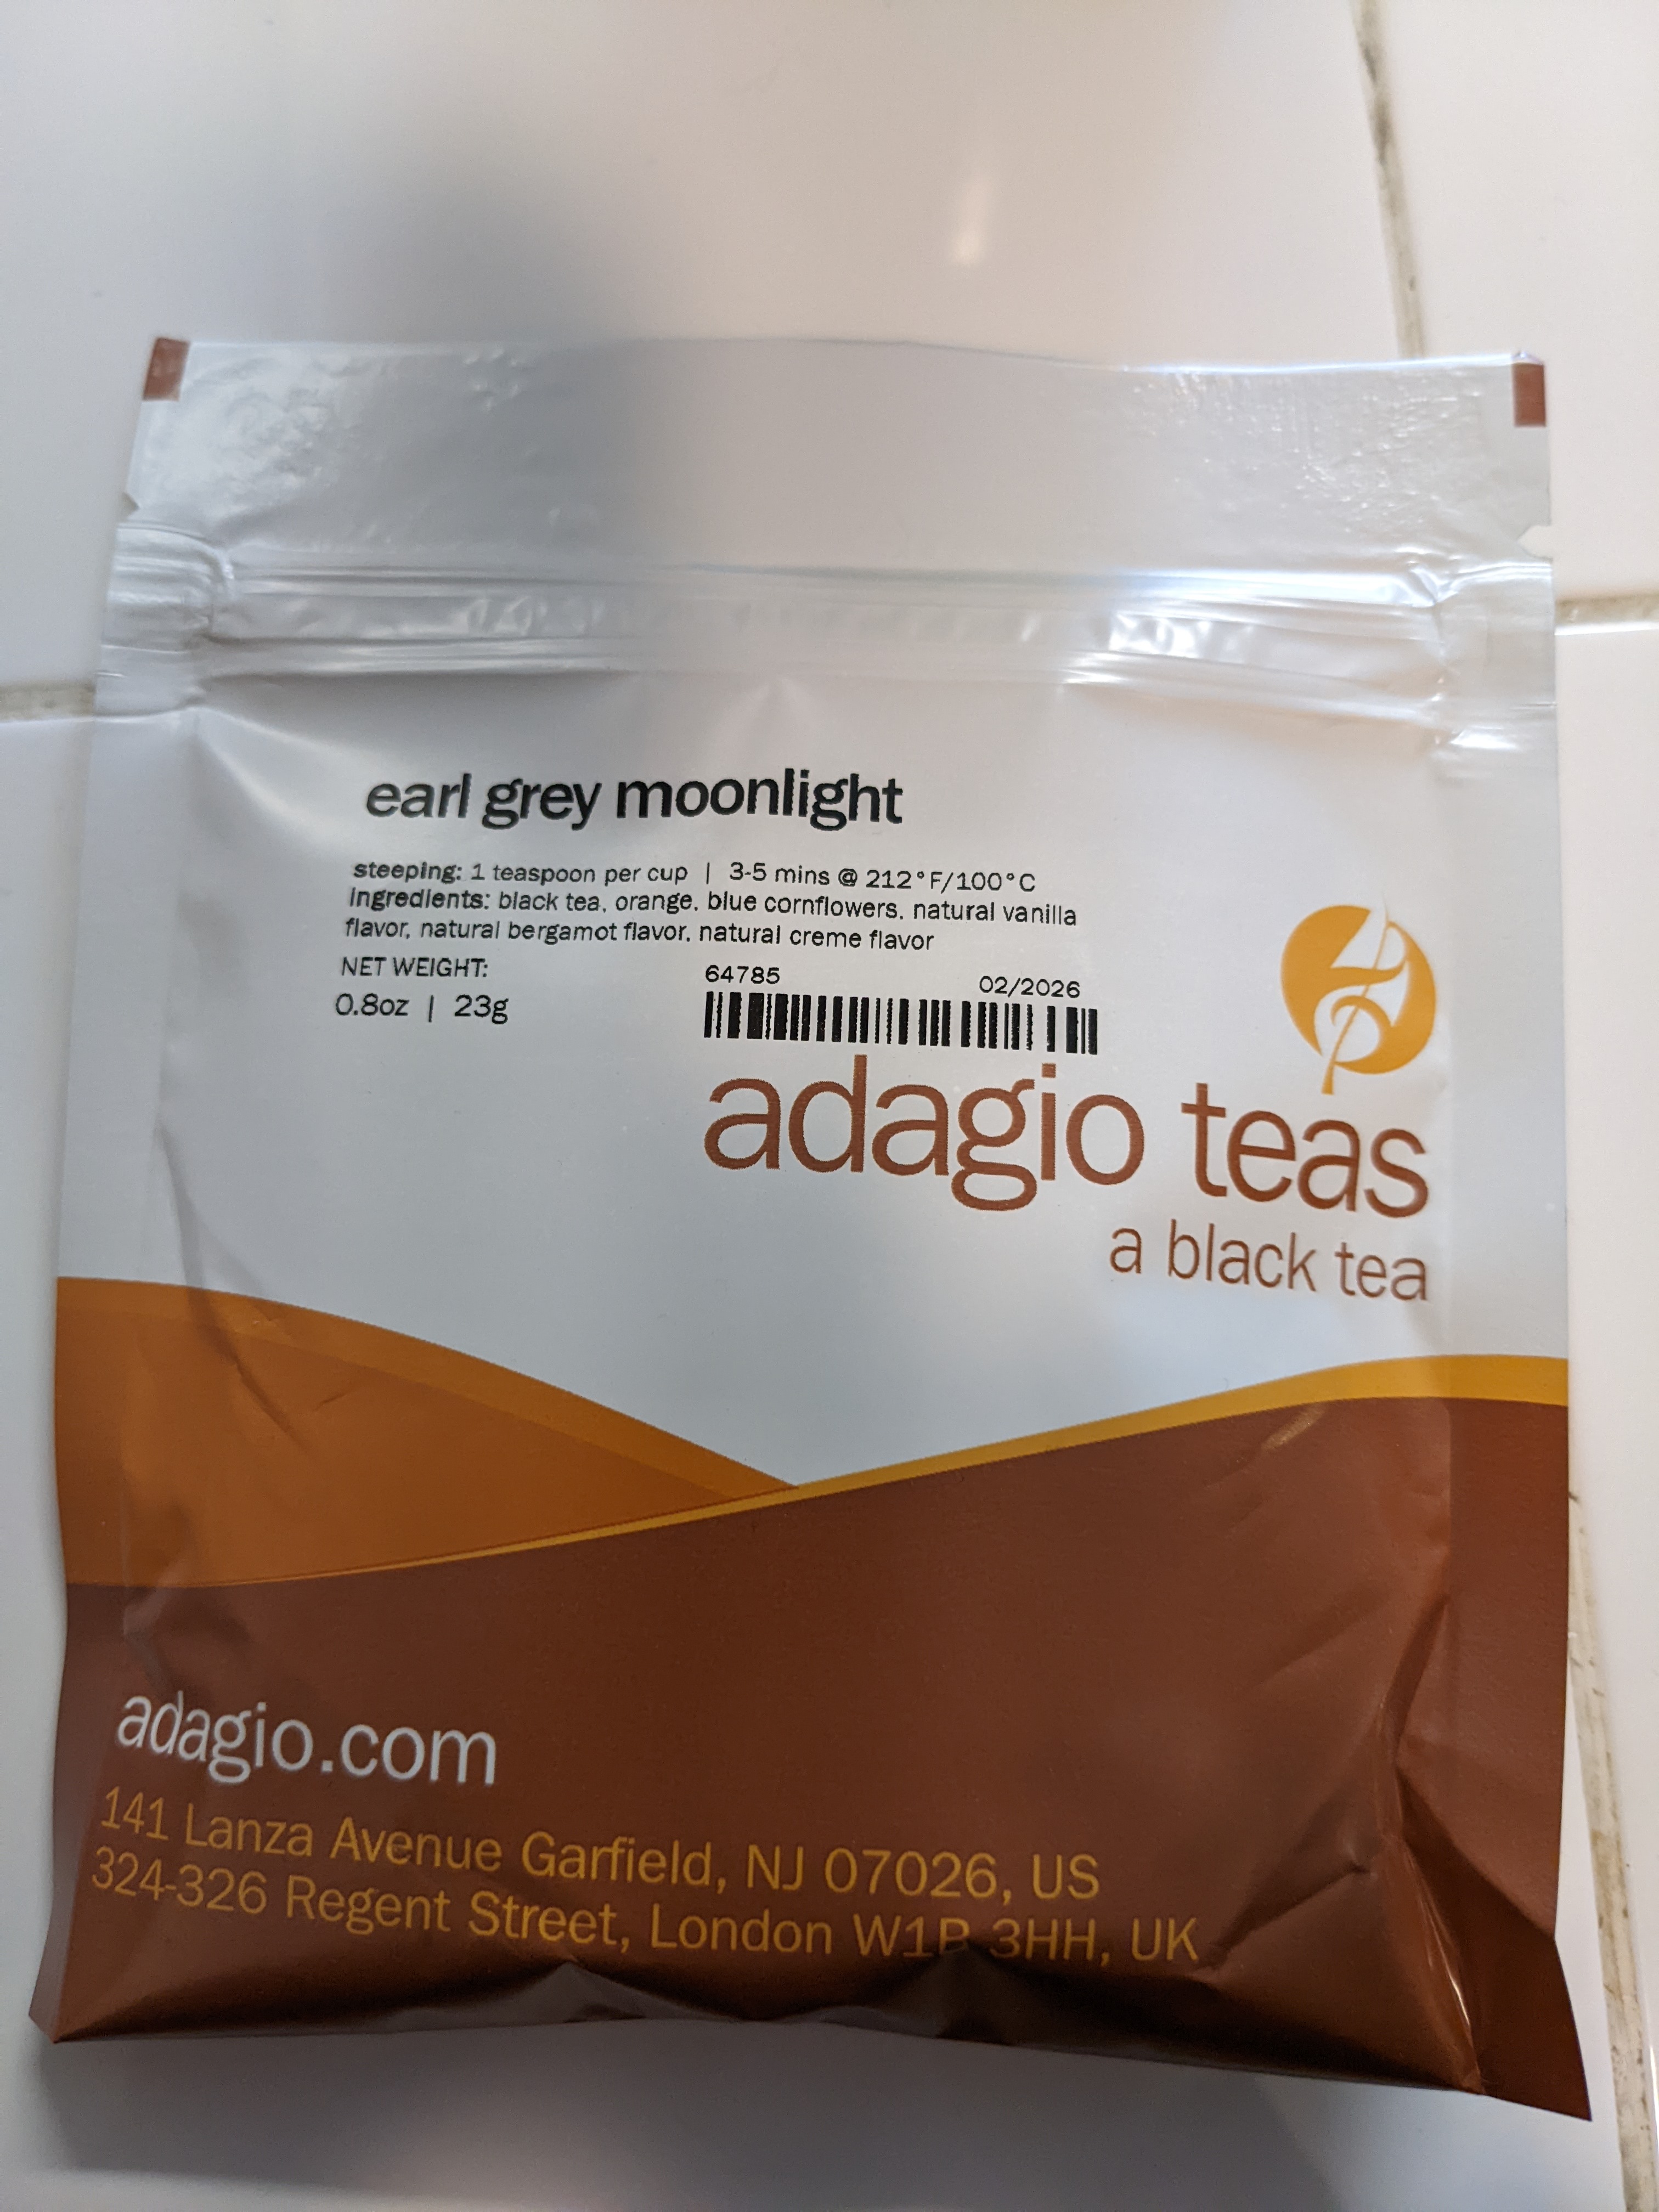 earl grey moonlight
steeping: 1 teaspoon per cup | 3-5 mins @ 212°F/100°C
ingredients: black tea, orange, blue cornflowers, natural vanilla
flavor, natural bergamot flavor, natural creme flavor
NET WEIGHT:
0.8oz | 23g
64785 02/2026
adagio teas
a black tea
adagio.com
141 Lanza Avenue Garfield, NJ 07026, US
324-326 Regent Street, London 3HH, UK